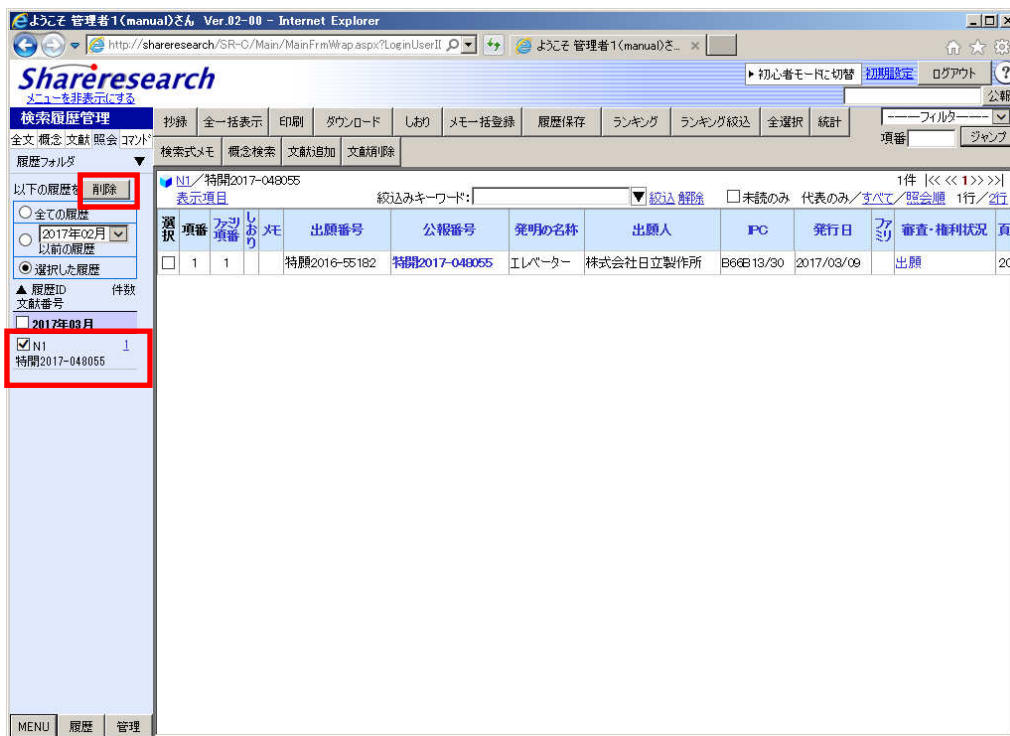 ようこそ 管理者1(manual)さん Ver.02-00 - Internet Explorer
http://shareresearch/SR-C/Main/MainFrmWrap.aspx?LoginUserI
ようこそ 管理者1(manual)さ...
Shareresearch
▶初心者モードに切替 初期設定 ログアウト ?
メニューを非表示にする
公報
検索履歴管理
全文 概念 文献 照会 コマンド
抄録 全一括表示 印刷 ダウンロード しおり メモ一括登録 履歴保存 ランキング ランキング絞込 全選択 統計
----フィルター----
項番 ジャンプ
検索式メモ 概念検索 文献追加 文献削除
履歴フォルダ ▼
以下の履歴を 削除
全ての履歴
2017年02月
以前の履歴
選択した履歴
▲ 履歴ID 件数
文献番号
2017年03月
N1 1
特開2017-048055
N1/特開2017-048055
1件 |<< << 1 >> >>|
表示項目 絞込みキーワード: ▼ 絞込 解除 未読のみ 代表のみ/すべて/照会順 1行/2行
選択 項番 ファミリ項番 しおり メモ 出願番号 公報番号 発明の名称 出願人 IPC 発行日 ファミリ 審査・権利状況 頁
1 1 特願2016-55182 特開2017-048055 エレベーター 株式会社日立製作所 B66B13/30 2017/03/09 出願 20
MENU 履歴 管理